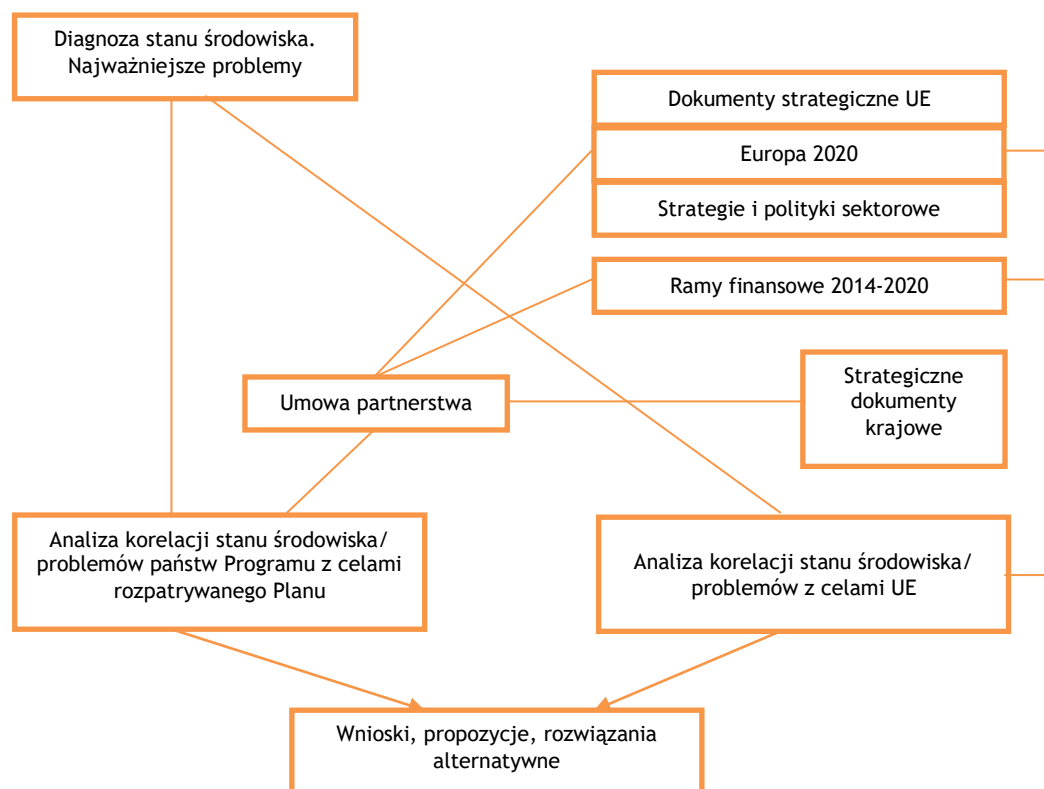 Diagnoza stanu środowiska.
Najważniejsze problemy
Dokumenty strategiczne UE
Europa 2020
Strategie i polityki sektorowe
Ramy finansowe 2014-2020
Strategiczne
dokumenty
krajowe
Umowa partnerstwa
Analiza korelacji stanu środowiska/
problemów państw Programu z celami
rozpatrywanego Planu
Analiza korelacji stanu środowiska/
problemów z celami UE
Wnioski, propozycje, rozwiązania
alternatywne